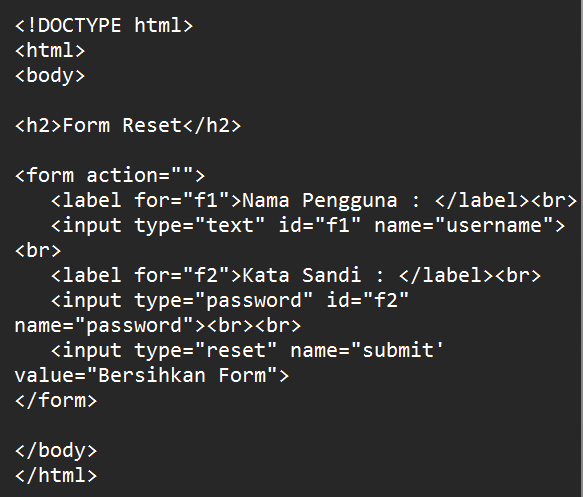 <!DOCTYPE html>
<html>
<body>
<h2>Form Reset</h2>
<form action="">
<label for="f1">Nama Pengguna : </label><br>
<input type="text" id="f1" name="username">
<br>
<label for="f2">Kata Sandi : </label><br>
<input type="password" id="f2"
name="password"><br><br>
<input type="reset" name="submit'
value="Bersihkan Form">
</form>
</body>
</html>